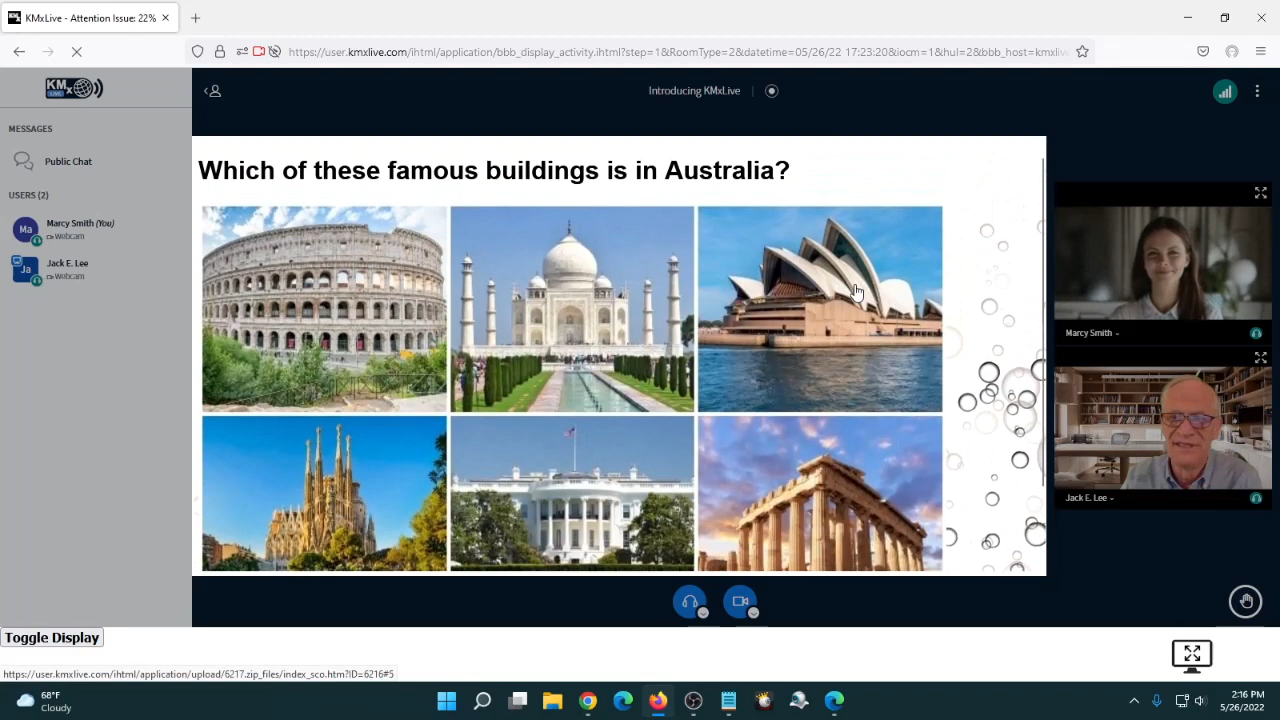 KMxLive - Attention Issue: 22%
https://user.kmxlive.com/ihtml/application/bbb_display_activity.ihtml?step=1&RoomType=2&datetime=05/26/22 17:23:20&iocm=1&hul=2&bbb_host=kmxliv
KMx
LIVE
Introducing KMxLive
MESSAGES
Public Chat
USERS (2)
Ma
Marcy Smith (You)
Webcam
Ja
Jack E. Lee
Webcam
Which of these famous buildings is in Australia?
Marcy Smith
Jack E. Lee
Toggle Display
https://user.kmxlive.com/ihtml/application/upload/6217.zip_files/index_sco.htm?ID=6216#5
68°F
Cloudy
2:16 PM
5/26/2022